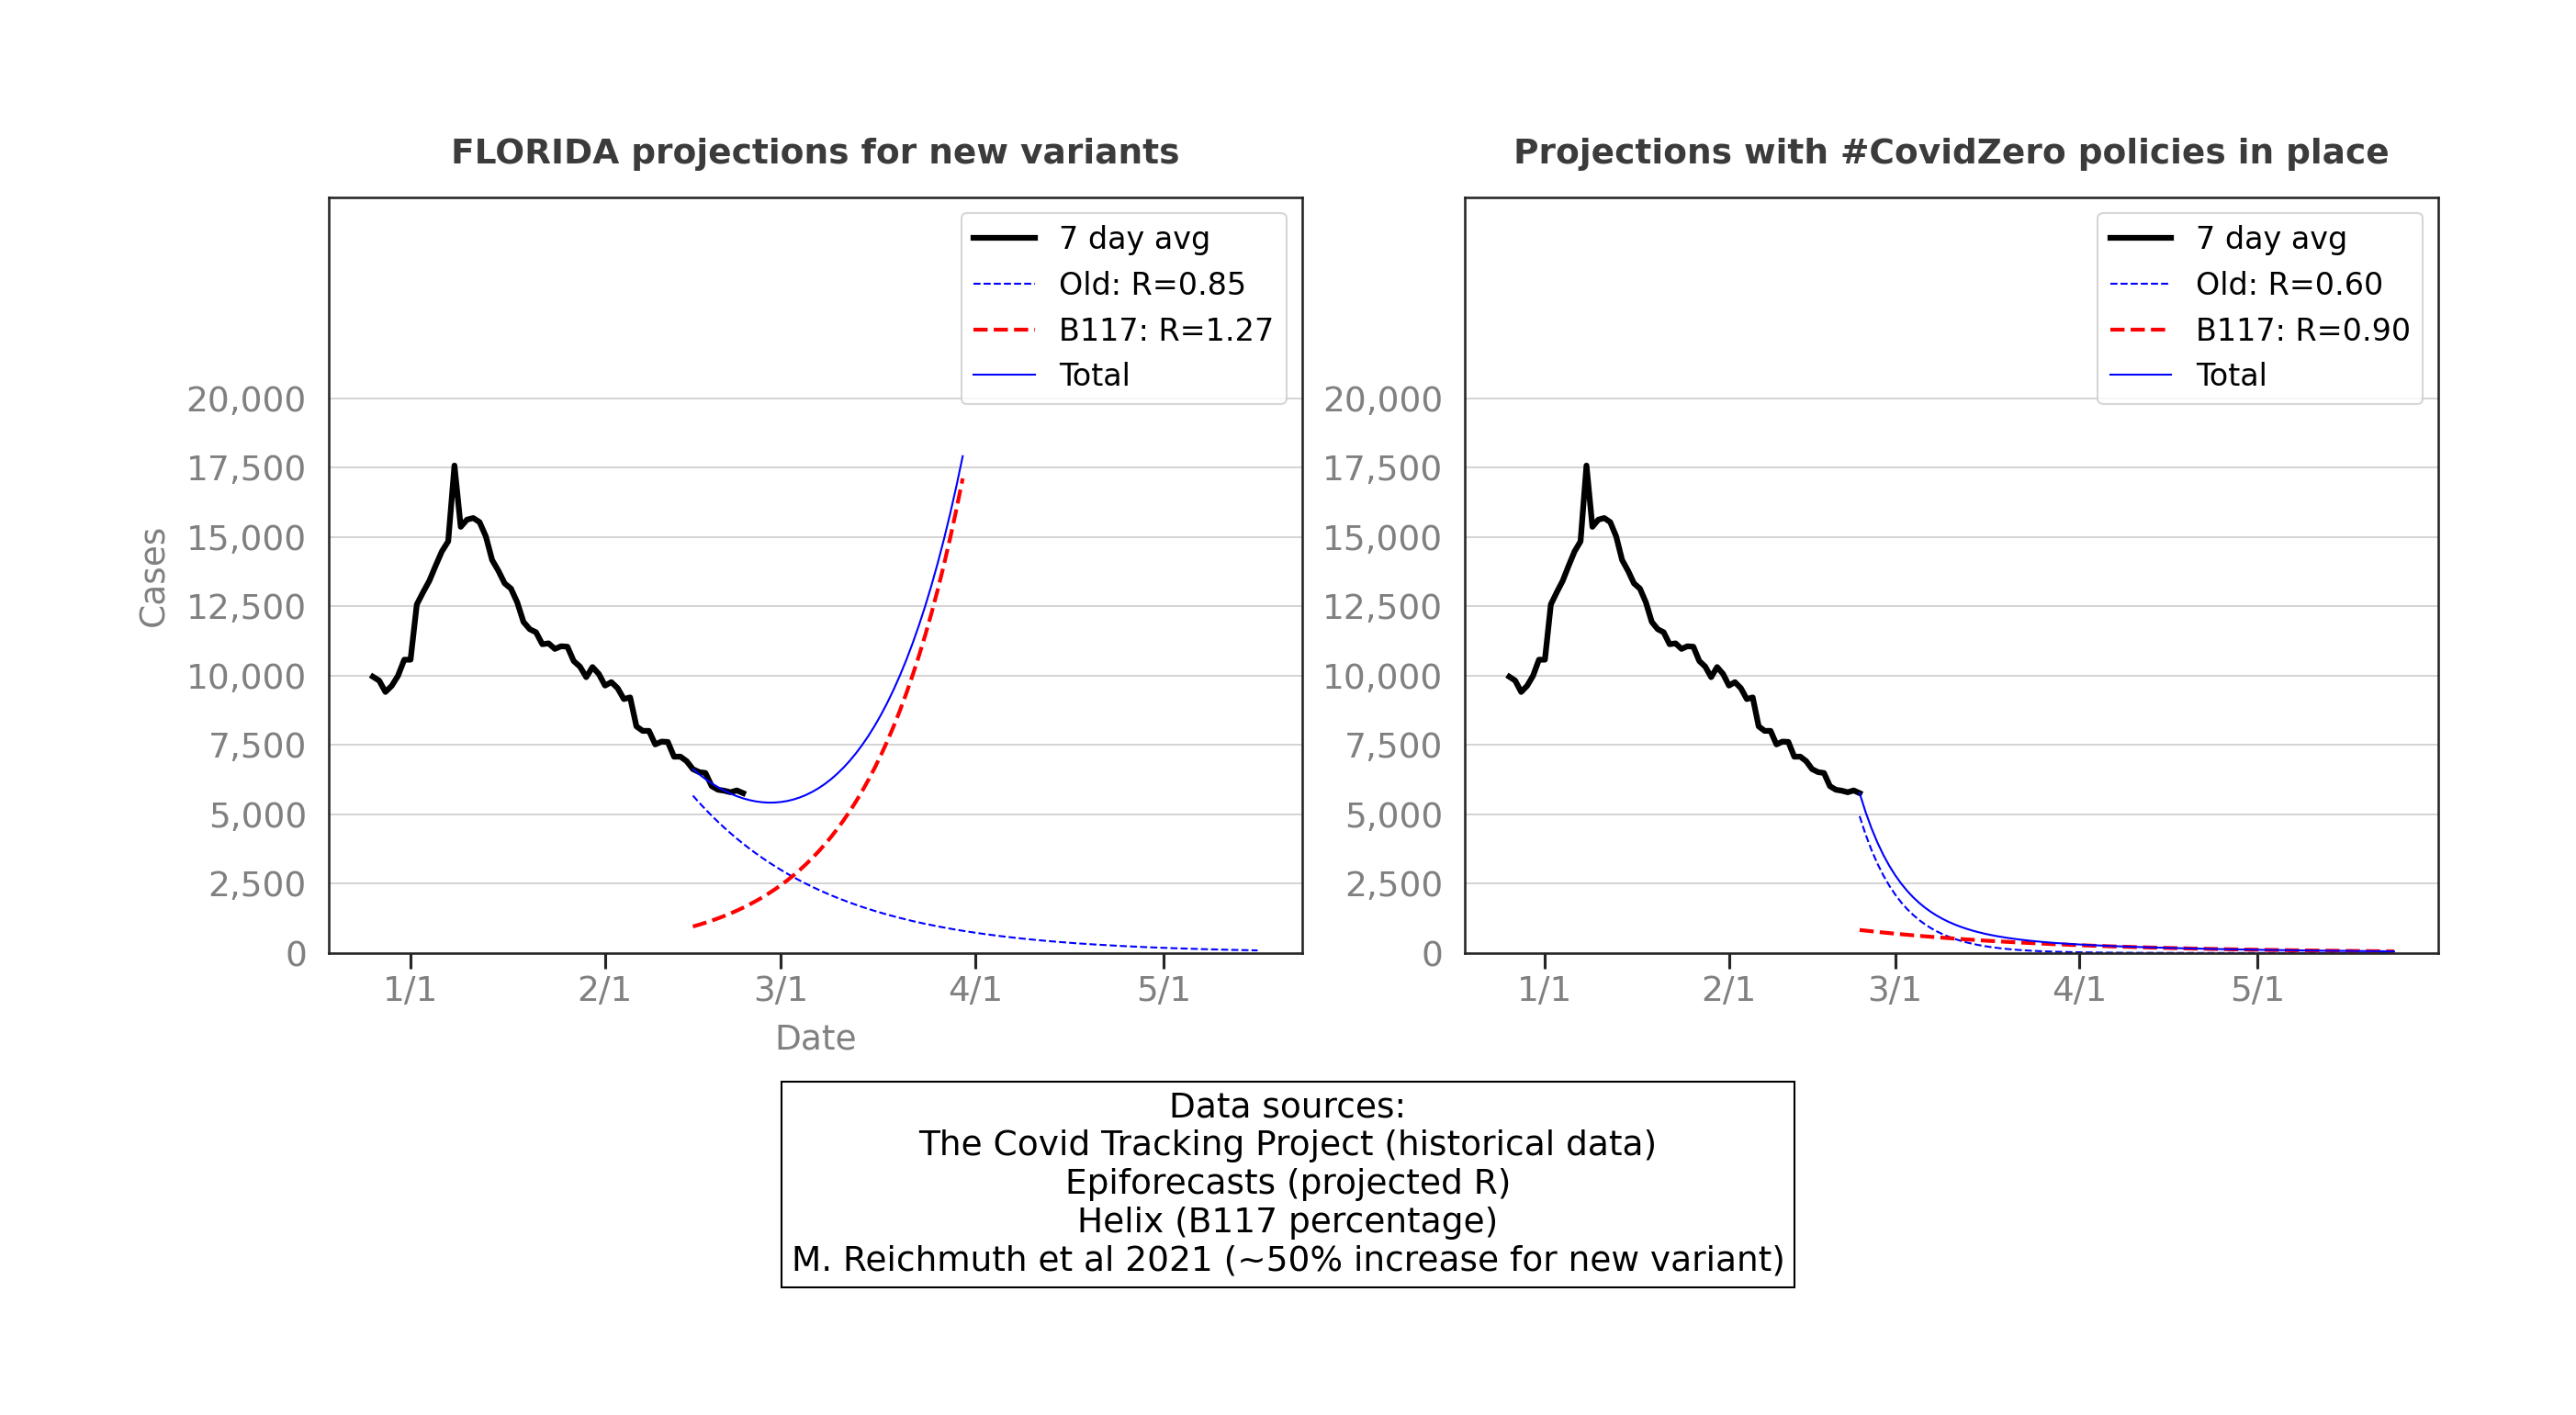 FLORIDA projections for new variants
7 day avg
Old: R=0.85
B117: R=1.27
Total
20,000
17,500
15,000
12,500
10,000
7,500
5,000
2,500
0
Cases
1/1
2/1
3/1
4/1
5/1
Date
Projections with #CovidZero policies in place
7 day avg
Old: R=0.60
B117: R=0.90
Total
20,000
17,500
15,000
12,500
10,000
7,500
5,000
2,500
0
1/1
2/1
3/1
4/1
5/1
Data sources:
The Covid Tracking Project (historical data)
Epiforecasts (projected R)
Helix (B117 percentage)
M. Reichmuth et al 2021 (~50% increase for new variant)